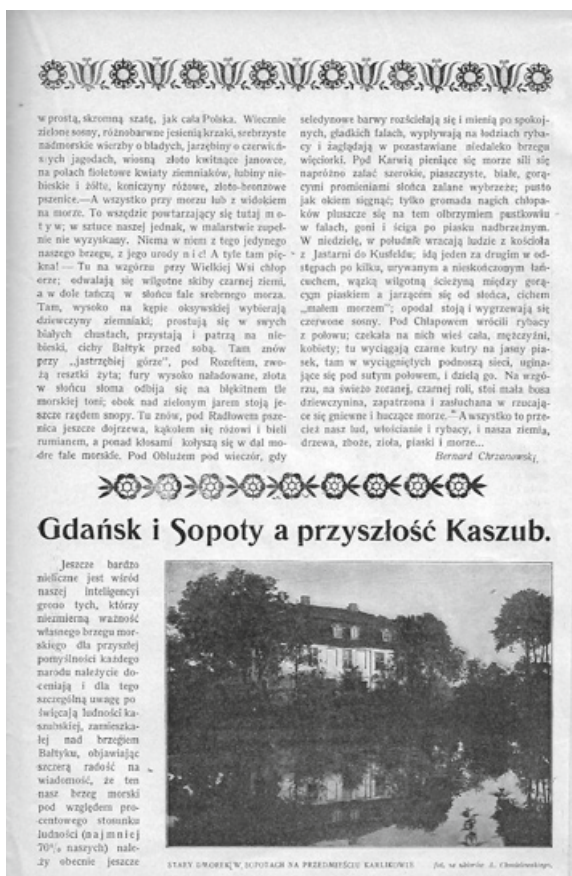 w prostą, skromną szatę, jak cała Polska. Wiecznie
zielone sosny, różnobarwne jesienią krzaki, srebrzyste
nadmorskie wierzby o bladych, jarzębiny o czerwień-
szych jagodach, wiosną złoto kwitnące janowce,
na polach fioletowe kwiaty ziemniaków, łubiny nie-
bieskie i żółte, koniczyny różowe, złoto-bronzowe
pszenice.—A wszystko przy morzu lub z widokiem
na morze. To wszędzie powtarzający się tutaj mo-
tyw; w sztuce naszej jednak, w malarstwie zupeł-
nie nie wyzyskany. Niema w niem z tego jedynego
naszego brzegu, z jego urody nic! A tyle tam pię-
kna! — Tu na wzgórzu przy Wielkiej Wsi chłop
orze; odwalają się wilgotne skiby czarnej ziemi,
a w dole tańczą w słońcu fale srebrnego morza.
Tam, wysoko na kępie oksywskiej wybierają
dziewczyny ziemniaki; prostują się w swych
białych chustach, przystają i patrzą na nie-
bieski, cichy Bałtyk przed sobą. Tam znów
przy „jastrzębiej górze", pod Rozeftem, zwo-
żą resztki żyta; fury wysoko naładowane, złota
w słońcu słoma odbija się na błękitnem tle
morskiej toni; obok nad zielonym jarem stoją je-
szcze rzędem snopy. Tu znów, pod Radłowem psze-
nica jeszcze dojrzewa, kąkolem się różowi i bieli
rumianem, a ponad kłosami kołyszą się w dal mo-
dre fale morskie. Pod Obłużem pod wieczór, gdy
seledynowe barwy rozścielają się i mienią po spokoj-
nych, gładkich falach, wypływają na łodziach ryba-
cy i żaglądają w pozastawiane niedaleko brzegu
więciorki. Pod Karwią pieniące się morze sili się
napróżno zalać szerokie, piaszczyste, białe, gorą-
cymi promieniami słońca zalane wybrzeże; pusto
jak okiem sięgnąć; tylko gromada nagich chłopa-
ków pluszcze się na tem olbrzymiem pustkowiu
w falach, goni i ściga po piasku nadbrzeżnym.
W niedzielę, w południe wracają ludzie z kościoła
z Jastarni do Kusfeldu; idą jeden za drugim w od-
stępach po kilku, urywanym a nieskończonym łań-
cuchem, wązką wilgotną ścieżyną między gorą-
cym piaskiem a jarzącem się od słońca, cichem
„małem morzem"; opodal stoją i wygrzewają się
czerwone sosny. Pod Chłapowem wrócili rybacy
z połowu; czekała na nich wieś cała, mężczyźni,
kobiety; tu wyciągają czarne kutry na jasny pia-
sek, tam w wyciągniętych podnoszą sieci, uginą-
jące się pod sutym połowem, i dzielą go. Na wzgó-
rzu, na świeżo zoranej, czarnej roli, stoi mała bosa
dziewczynina, zapatrzona i zasłuchana w rzucają-
ce się gniewne i huczące morze.—A wszystko to prze-
cież nasz lud, włościanie i rybacy, i nasza ziemia,
drzewa, zboże, zioła, piaski i morze...
Bernard Chrzanowski.
Gdańsk i Sopoty a przyszłość Kaszub.
Jeszcze bardzo
nieliczne jest wśród
naszej inteligencyi
grono tych, którzy
niezmierną ważność
własnego brzegu mor-
skiego dla przyszłej
pomyślności każdego
narodu należycie do-
ceniają i dla tego
szczególną uwagę po-
święcają ludności ka-
szubskiej, zamieszka-
łej nad brzegiem
Bałtyku, objawiając
szczerą radość na
wiadomość, że ten
nasz brzeg morski
pod względem pro-
centowego stosunku
ludności (najmniej
70% naszych) nale-
ży obecnie jeszcze
STARY DWOREK W SOPOTACH NA PRZEDMIEŚCIU KARLIKOWIE.
fot. ze zbiorów A. Chmielewskiego.